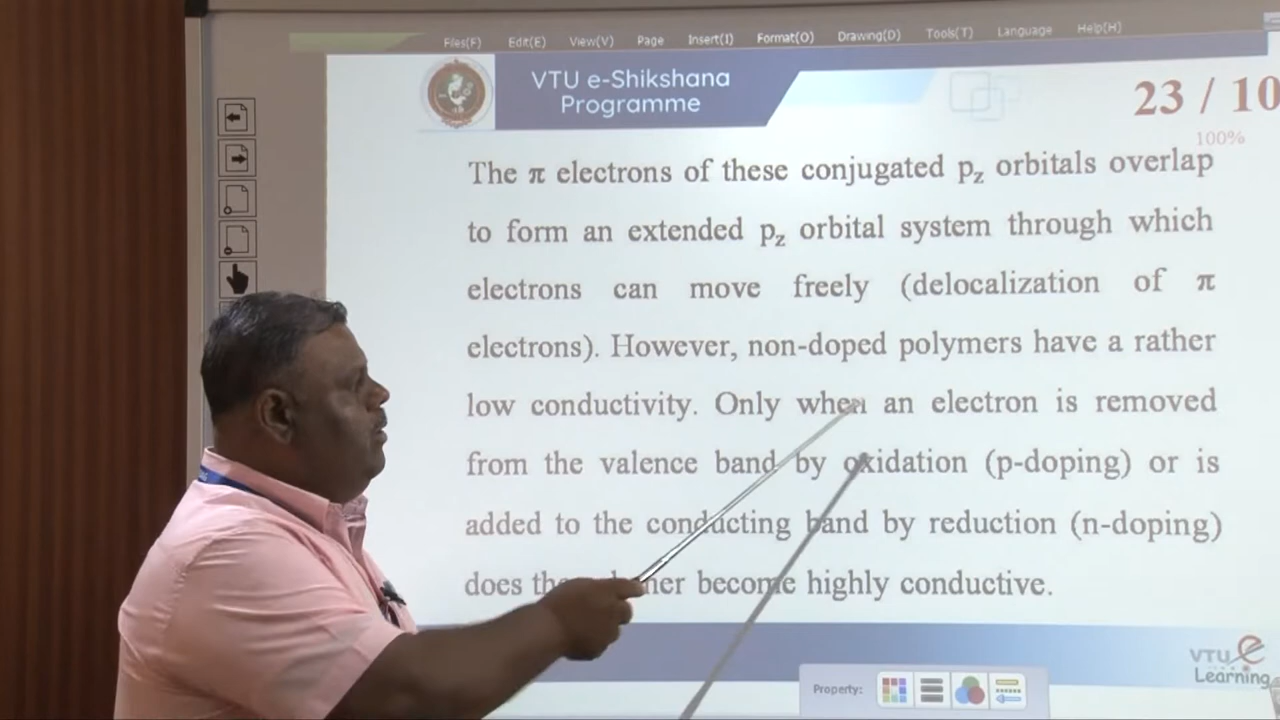 Files(F) Edit(E) View(V) Page Insert(I) Format(O) Drawing(D) Tools(T) Language Help(H)
VTU e-Shikshana
Programme
23 / 10
100%
The π electrons of these conjugated pz orbitals overlap
to form an extended pz orbital system through which
electrons can move freely (delocalization of π
electrons). However, non-doped polymers have a rather
low conductivity. Only when an electron is removed
from the valence band by oxidation (p-doping) or is
added to the conducting band by reduction (n-doping)
does become highly conductive.
VTU e
Learning
Property: